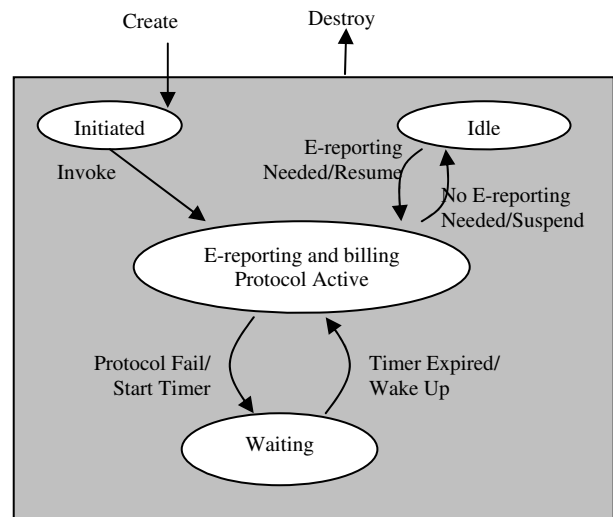 Create
Destroy
Initiated
Idle
Invoke
E-reporting
Needed/Resume
No E-reporting
Needed/Suspend
E-reporting and billing
Protocol Active
Protocol Fail/
Start Timer
Timer Expired/
Wake Up
Waiting